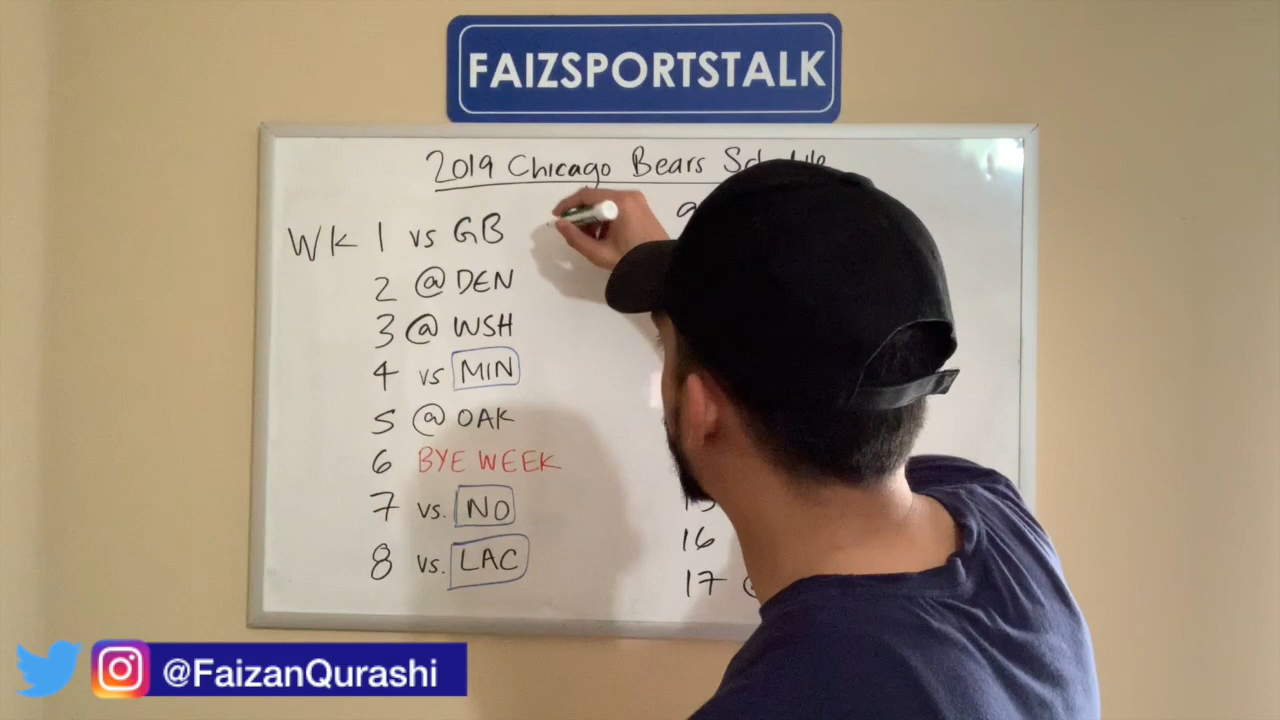 FAIZSPORTSTALK
2019 Chicago Bears
WK 1 vs GB
2 @ DEN
3 @ WSH
4 vs MIN
5 @ OAK
6 BYE WEEK
7 vs. NO
8 vs. LAC
9
16
17
@FaizanQurashi